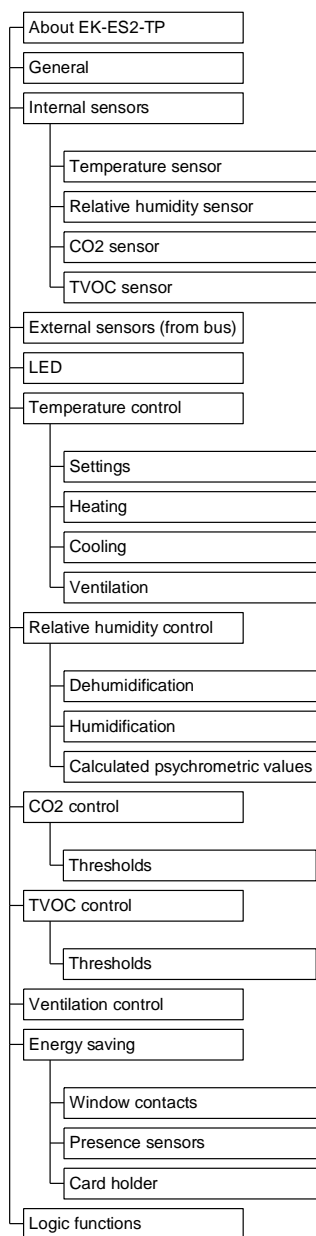 About EK-ES2-TP
General
Internal sensors
Temperature sensor
Relative humidity sensor
CO2 sensor
TVOC sensor
External sensors (from bus)
LED
Temperature control
Settings
Heating
Cooling
Ventilation
Relative humidity control
Dehumidification
Humidification
Calculated psychrometric values
CO2 control
Thresholds
TVOC control
Thresholds
Ventilation control
Energy saving
Window contacts
Presence sensors
Card holder
Logic functions